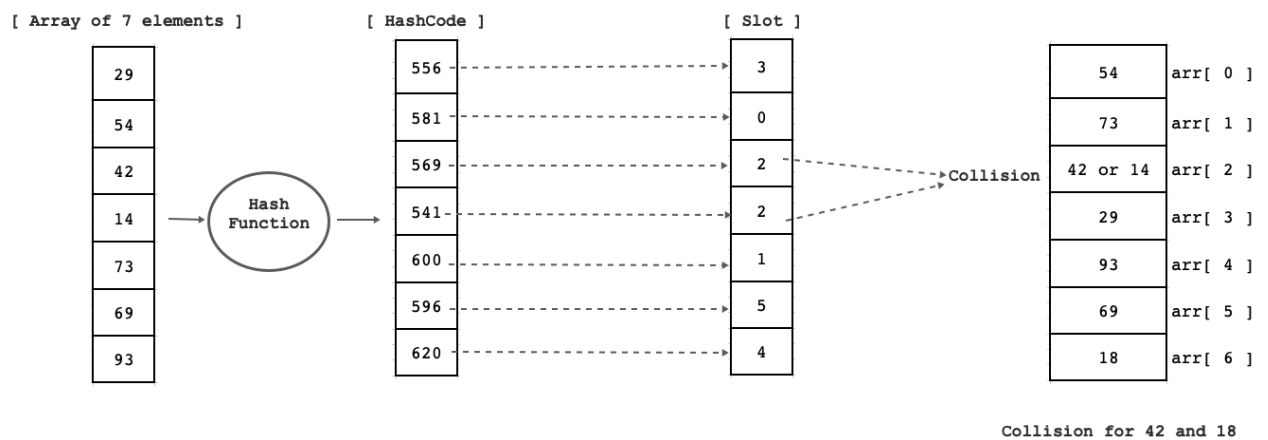 [ Array of 7 elements ]
29
54
42
14
73
69
93
Hash
Function
[ HashCode ]
556
581
569
541
600
596
620
[ Slot ]
3
0
2
2
1
5
4
Collision
54 arr[ 0 ]
73 arr[ 1 ]
42 or 14 arr[ 2 ]
29 arr[ 3 ]
93 arr[ 4 ]
69 arr[ 5 ]
18 arr[ 6 ]
Collision for 42 and 18